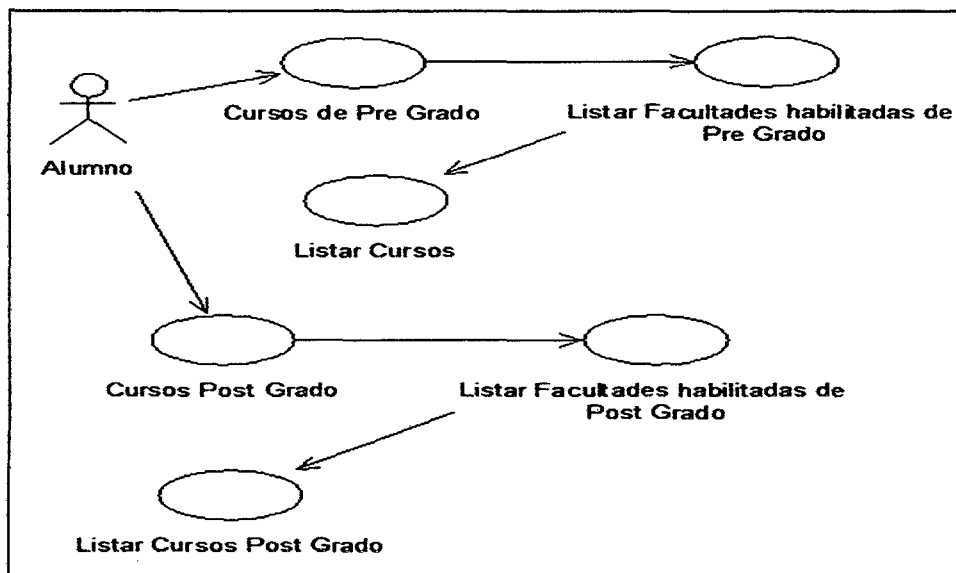 Cursos de Pre Grado
Listar Facultades habilitadas de
Pre Grado
Alumno
Listar Cursos
Cursos Post Grado
Listar Facultades habilitadas de
Post Grado
Listar Cursos Post Grado